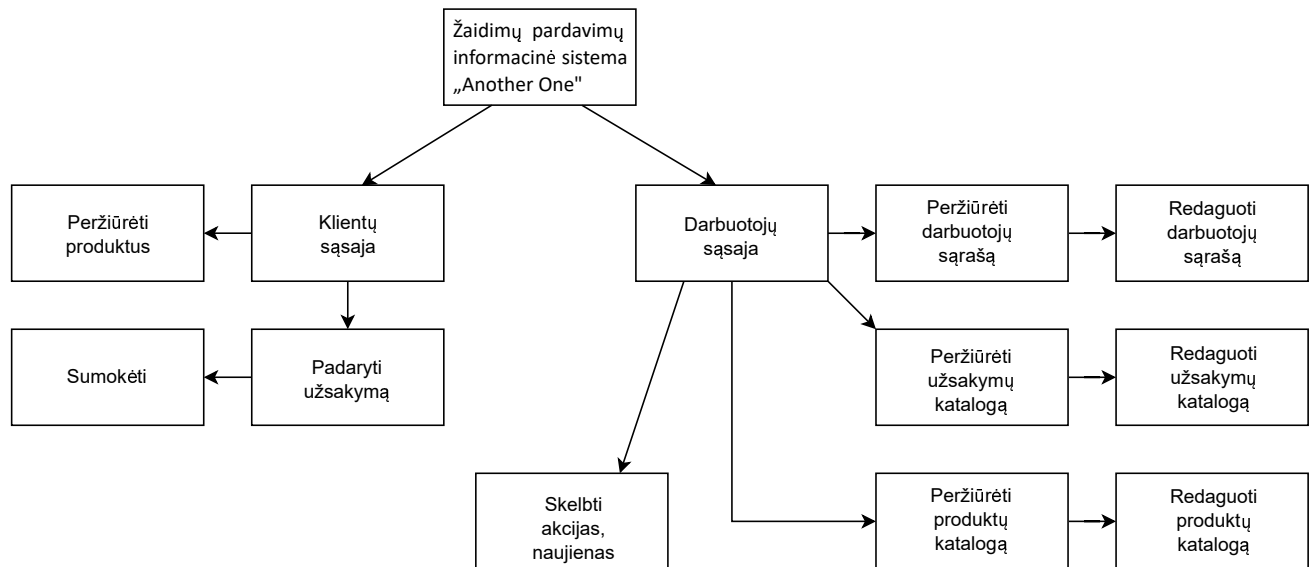 Žaidimų pardavimų
informacinė sistema
„Another One"
Peržiūrėti
produktus
Klientų
sąsaja
Darbuotojų
sąsaja
Peržiūrėti
darbuotojų
sąrašą
Redaguoti
darbuotojų
sąrašą
Sumokėti
Padaryti
užsakymą
Peržiūrėti
užsakymų
katalogą
Redaguoti
užsakymų
katalogą
Skelbti
akcijas,
naujienas
Peržiūrėti
produktų
katalogą
Redaguoti
produktų
katalogą